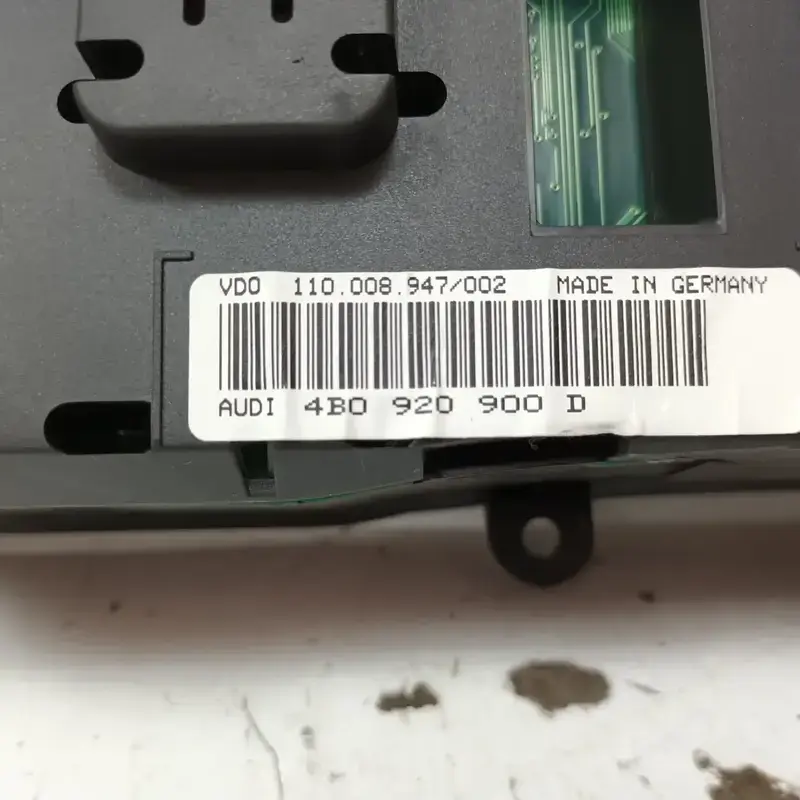 VDO 110.008.947/002 MADE IN GERMANY
AUDI 4B0 920 900 D